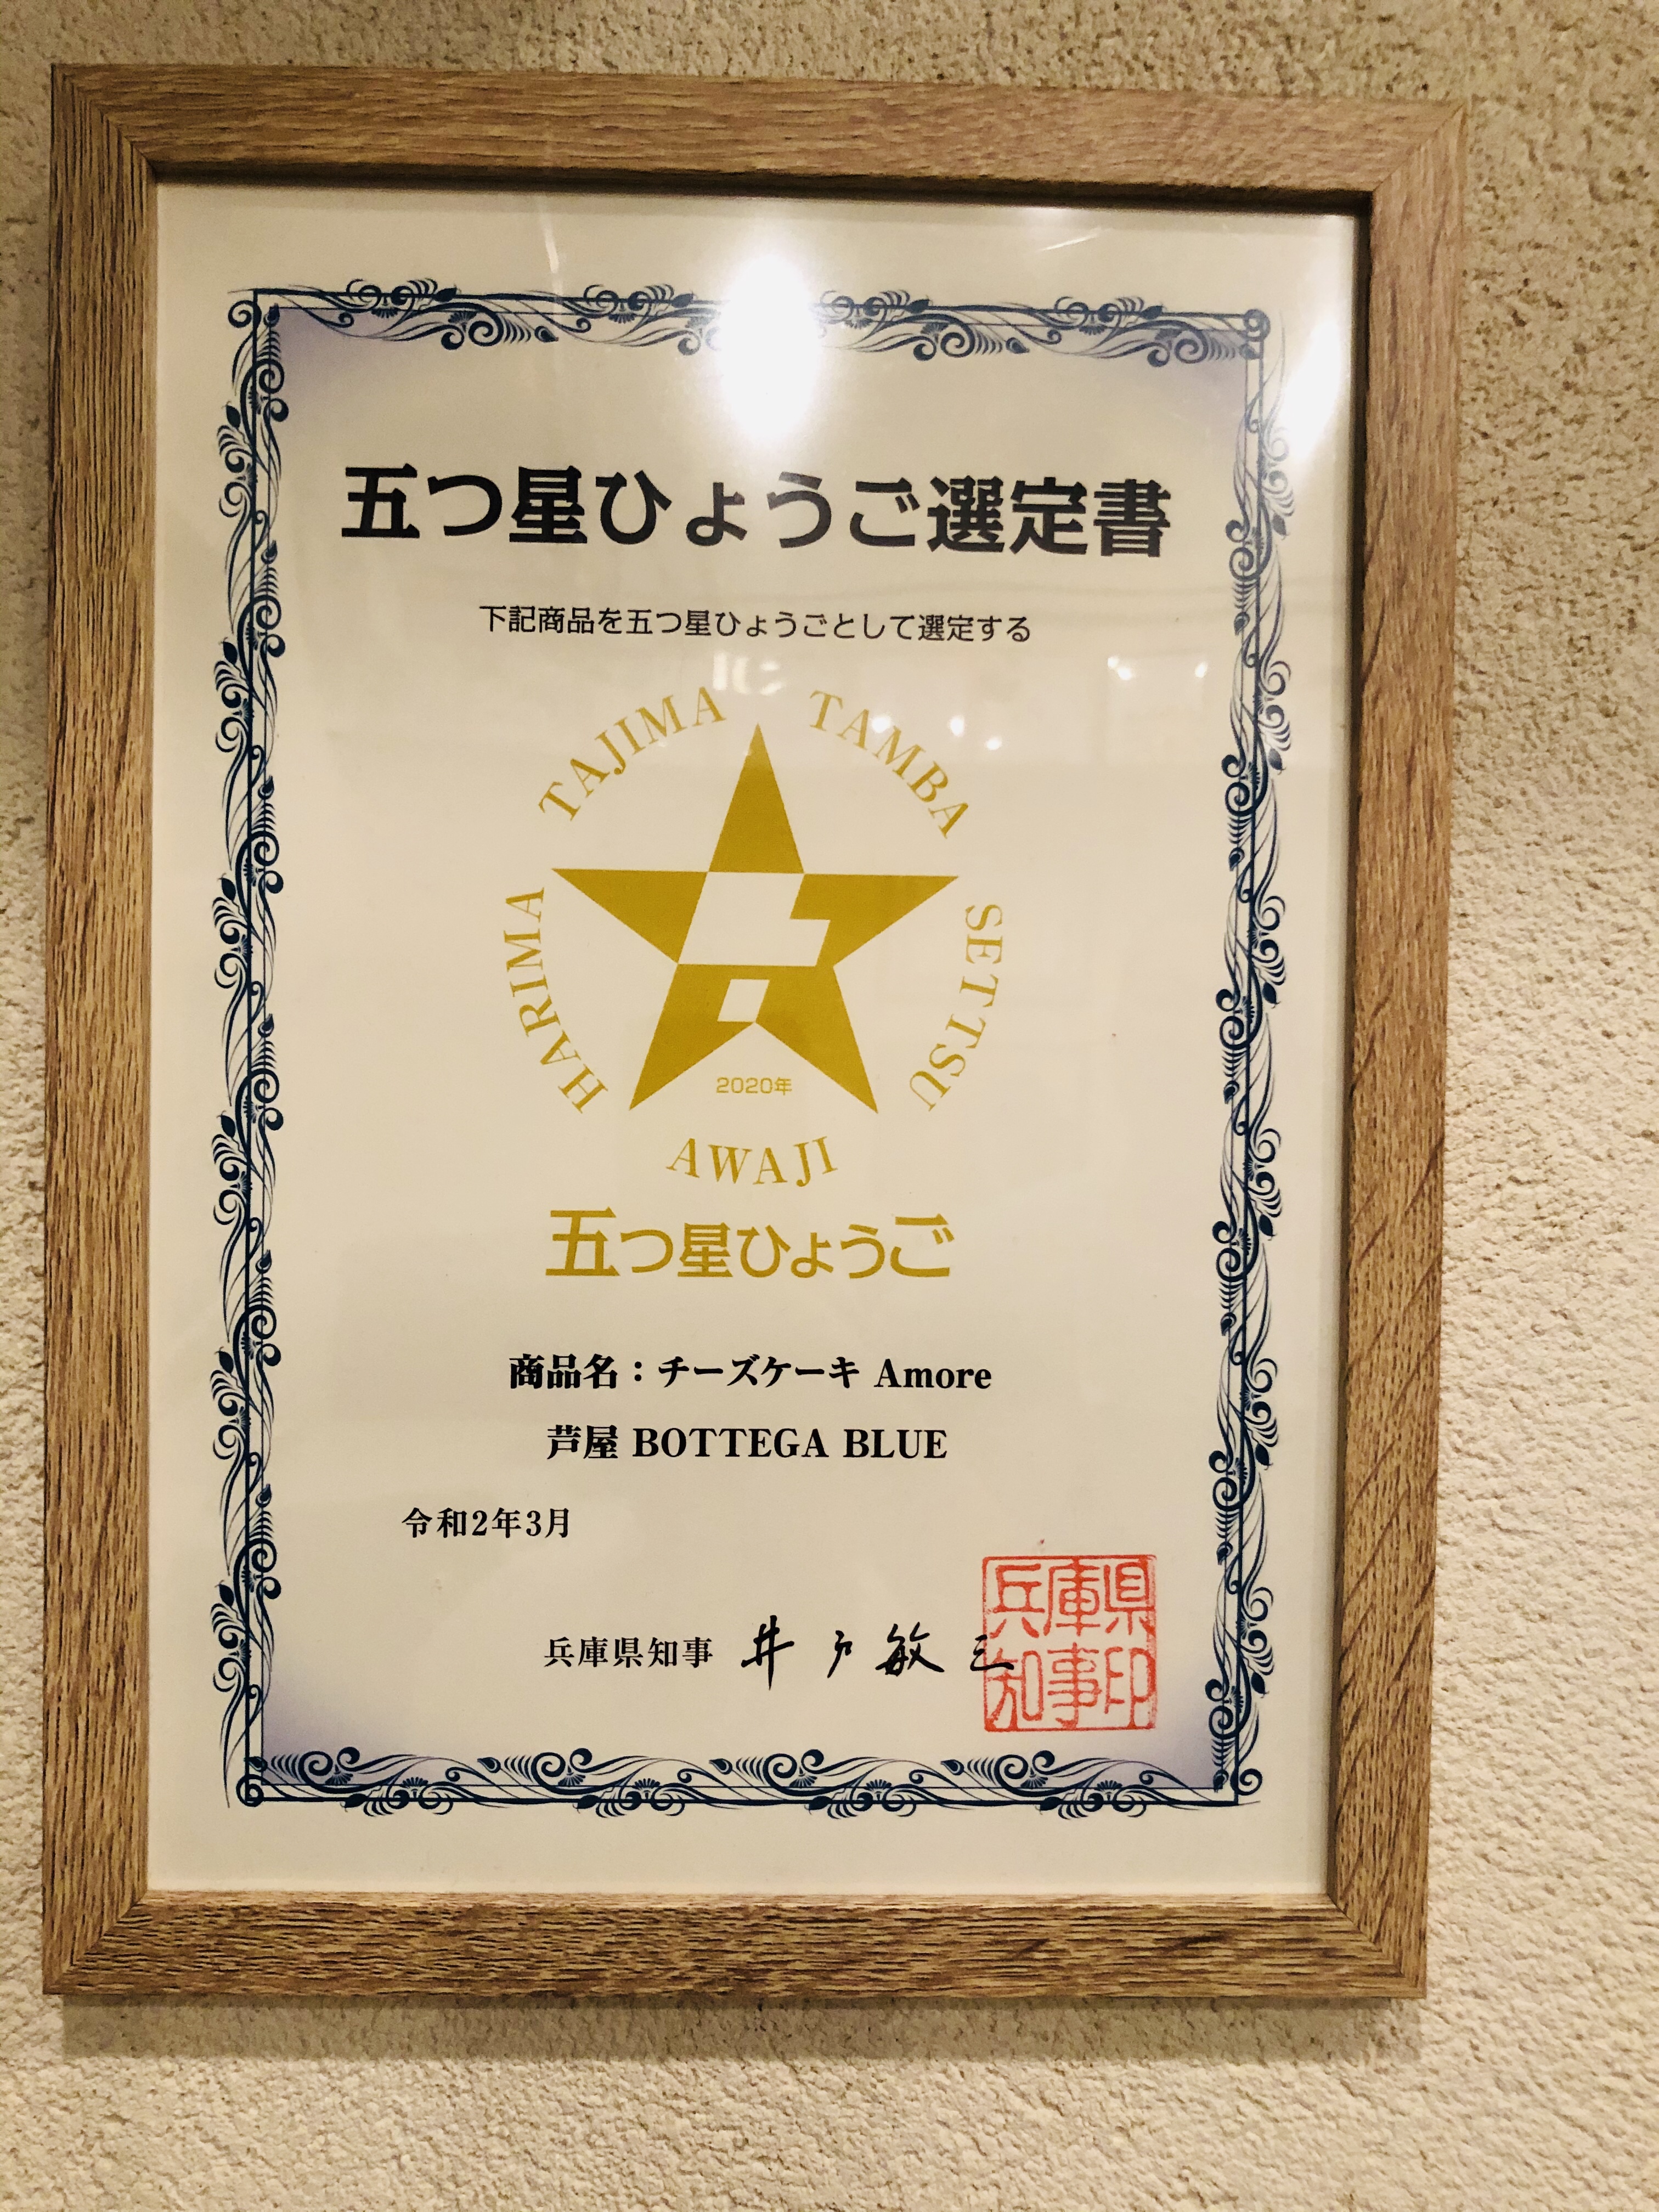 五つ星ひょうご選定書
下記商品を五つ星ひょうごとして選定する
TAJIMA
TAMBA
HARIMA
SETTSU
2020年
AWAJI
五つ星ひょうご
商品名：チーズケーキ Amore
芦屋 BOTTEGA BLUE
令和2年3月
兵庫県知事 井戸敏三
兵庫県
知事印